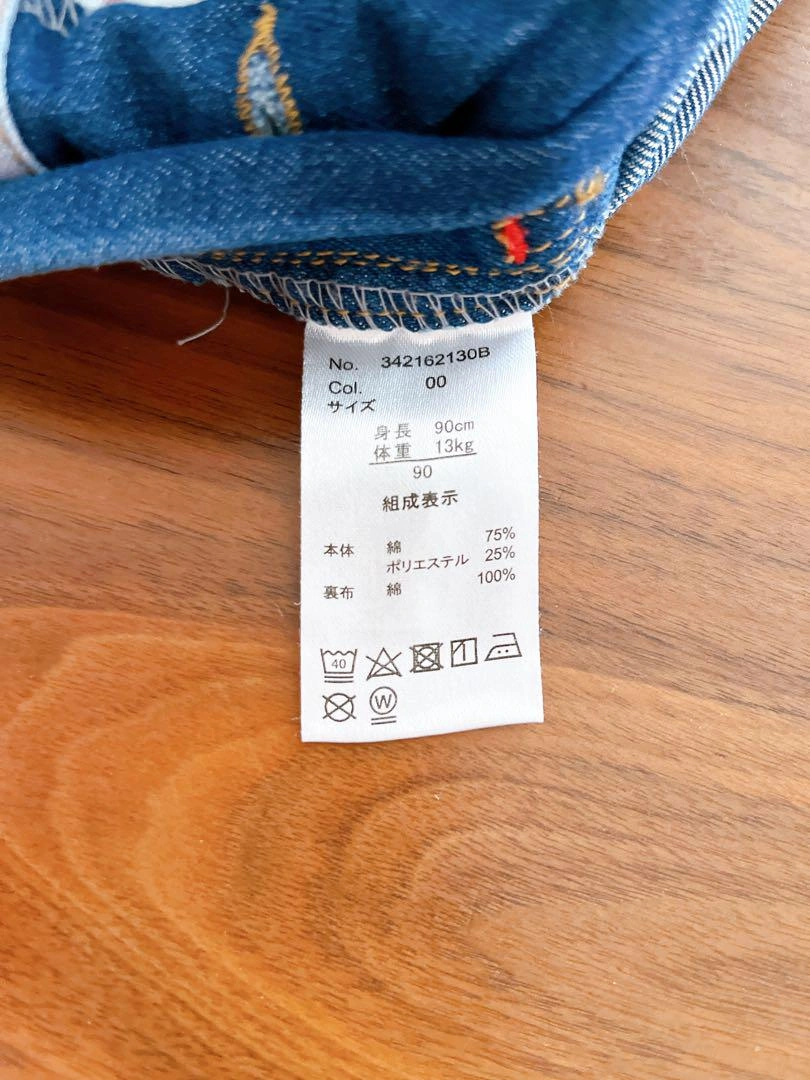 No. 342162130B
Col. 00
サイズ
身長 90cm
体重 13kg
90
組成表示
本体 綿 75%
ポリエステル 25%
裏布 綿 100%
40
W